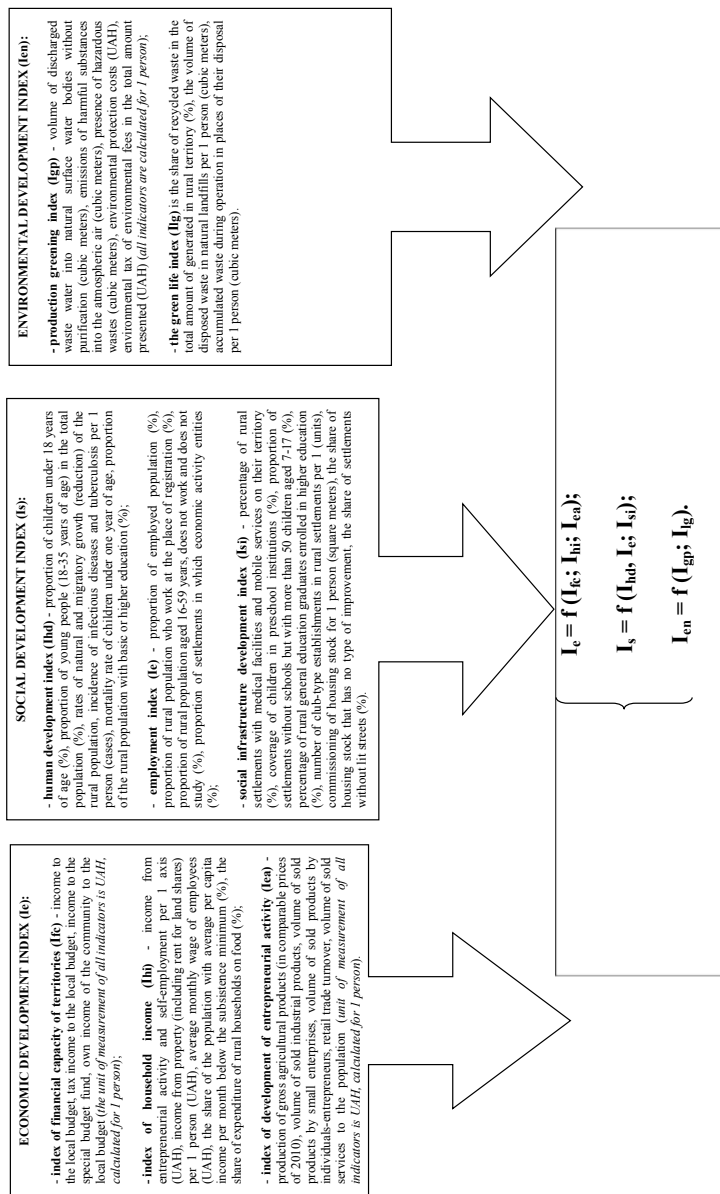 ECONOMIC DEVELOPMENT INDEX (Ie):
- index of financial capacity of territories (Ifc) - income to
the local budget, tax income to the local budget, income to the
special budget fund, own income of the community to the
local budget (the unit of measurement of all indicators is UAH,
calculated for 1 person);
- index of household income (Ihi) - income from
entrepreneurial activity and self-employment per 1 axis
(UAH), income from property (including rent for land shares)
per 1 person (UAH), average monthly wage of employees
(UAH), the share of the population with average per capita
income per month below the subsistence minimum (%), the
share of expenditure of rural households on food (%);
- index of development of entrepreneurial activity (Iea) -
production of gross agricultural products (in comparable prices
of 2010), volume of sold industrial products, volume of sold
products by small enterprises, volume of sold products by
individuals-entrepreneurs, retail trade turnover, volume of sold
services to the population (unit of measurement of all
indicators is UAH, calculated for 1 person).
SOCIAL DEVELOPMENT INDEX (Is):
- human development index (Ihd) - proportion of children under 18 years
of age (%), proportion of young people (18-35 years of age) in the total
population (%), rates of natural and migratory growth (reduction) of the
rural population, incidence of infectious diseases and tuberculosis per 1
person (cases), mortality rate of children under one year of age, proportion
of the rural population with basic or higher education (%);
- employment index (Ie) - proportion of employed population (%),
proportion of rural population who work at the place of registration (%),
proportion of rural population aged 16-59 years, does not work and does not
study (%), proportion of settlements in which economic activity entities
(%);
- social infrastructure development index (Isi) - percentage of rural
settlements with medical facilities and mobile services on their territory
(%), coverage of children in preschool institutions (%), proportion of
settlements without schools but with more than 50 children aged 7-17 (%),
percentage of rural general education graduates enrolled in higher education
(%), number of club-type establishments in rural settlements per 1 (units),
commissioning of housing stock for 1 person (square meters), the share of
housing stock that has no type of improvement, the share of settlements
without lit streets (%).
ENVIRONMENTAL DEVELOPMENT INDEX (Ien):
- production greening index (Igp) - volume of discharged
waste water into natural surface water bodies without
purification (cubic meters), emissions of harmful substances
into the atmospheric air (cubic meters), presence of hazardous
wastes (cubic meters), environmental protection costs (UAH),
environmental tax of environmental fees in the total amount
presented (UAH) (all indicators are calculated for 1 person);
- the green life index (Ilg) is the share of recycled waste in the
total amount of generated in rural territory (%), the volume of
disposed waste in natural landfills per 1 person (cubic meters),
accumulated waste during operation in places of their disposal
per 1 person (cubic meters).
Ie = f (Ifc; Ihi; Iea);
Is = f (Ihd, Ie; Isi);
Ien = f (Igp; Ilg).